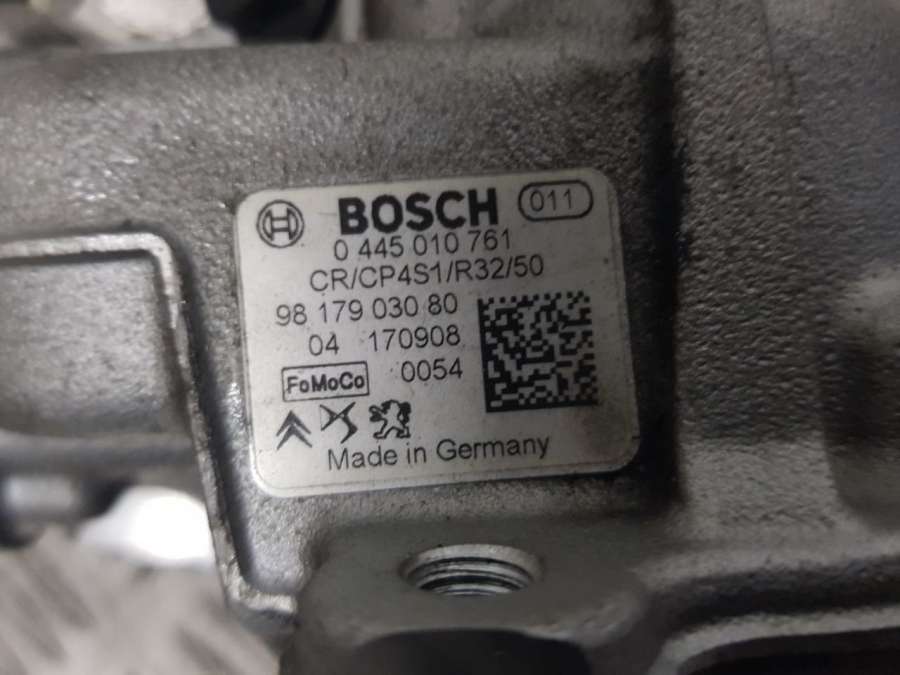 BOSCH 011
0 445 010 761
CR/CP4S1/R32/50
98 179 030 80
04 170908
FoMoCo 0054
Made in Germany